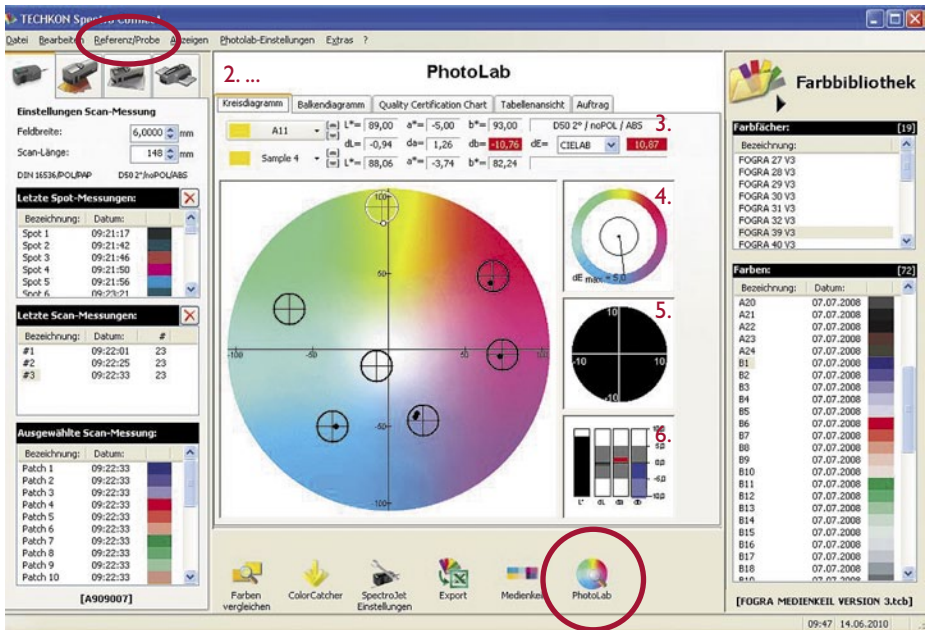 TECHKON Spectro Connect
Datei Bearbeiten Referenz/Probe Anzeigen Photolab-Einstellungen Extras ?
Einstellungen Scan-Messung
Feldbreite: 6,0000 mm
Scan-Länge: 148 mm
DIN 16536/POL/PAP D50 2°/noPOL/ABS
Letzte Spot-Messungen:
Bezeichnung: Datum:
Spot 1 09:21:17
Spot 2 09:21:42
Spot 3 09:21:46
Spot 4 09:21:50
Spot 5 09:21:56
Spot 6 09:23:21
Letzte Scan-Messungen:
Bezeichnung: Datum: #
#1 09:22:01 23
#2 09:22:25 23
#3 09:22:33 23
Ausgewählte Scan-Messung:
Bezeichnung: Datum:
Patch 1 09:22:33
Patch 2 09:22:33
Patch 3 09:22:33
Patch 4 09:22:33
Patch 5 09:22:33
Patch 6 09:22:33
Patch 7 09:22:33
Patch 8 09:22:33
Patch 9 09:22:33
Patch 10 09:22:33
[A909007]
2. ...
PhotoLab
Kreisdiagramm Balkendiagramm Quality Certification Chart Tabellenansicht Auftrag
A11 L*= 89,00 a*= -5,00 b*= 93,00 D50 2° / noPOL / ABS 3.
dL= -0,94 da= 1,26 db= -10,76 dE= CIELAB 10,87
Sample 4 L*= 88,06 a*= -3,74 b*= 82,24
100
50
-100 -50 50 100
-50
-100
4.
dE max. = 5,0
5.
10
-10 10
-10
6.
10,0
5,0
0,0
-5,0
-10,0
L* dL da db
Farben vergleichen
ColorCatcher
SpectroJet Einstellungen
Export
Medienkeil
PhotoLab
Farbbibliothek
Farbfächer: [19]
Bezeichnung:
FOGRA 27 V3
FOGRA 28 V3
FOGRA 29 V3
FOGRA 30 V3
FOGRA 31 V3
FOGRA 32 V3
FOGRA 39 V3
FOGRA 40 V3
Farben: [72]
Bezeichnung: Datum:
A20 07.07.2008
A21 07.07.2008
A22 07.07.2008
A23 07.07.2008
A24 07.07.2008
B1 07.07.2008
B2 07.07.2008
B3 07.07.2008
B4 07.07.2008
B5 07.07.2008
B6 07.07.2008
B7 07.07.2008
B8 07.07.2008
B9 07.07.2008
B10 07.07.2008
B11 07.07.2008
B12 07.07.2008
B13 07.07.2008
B14 07.07.2008
B15 07.07.2008
B16 07.07.2008
B17 07.07.2008
B18 07.07.2008
[FOGRA MEDIENKEIL VERSION 3.tcb]
09:47 14.06.2010